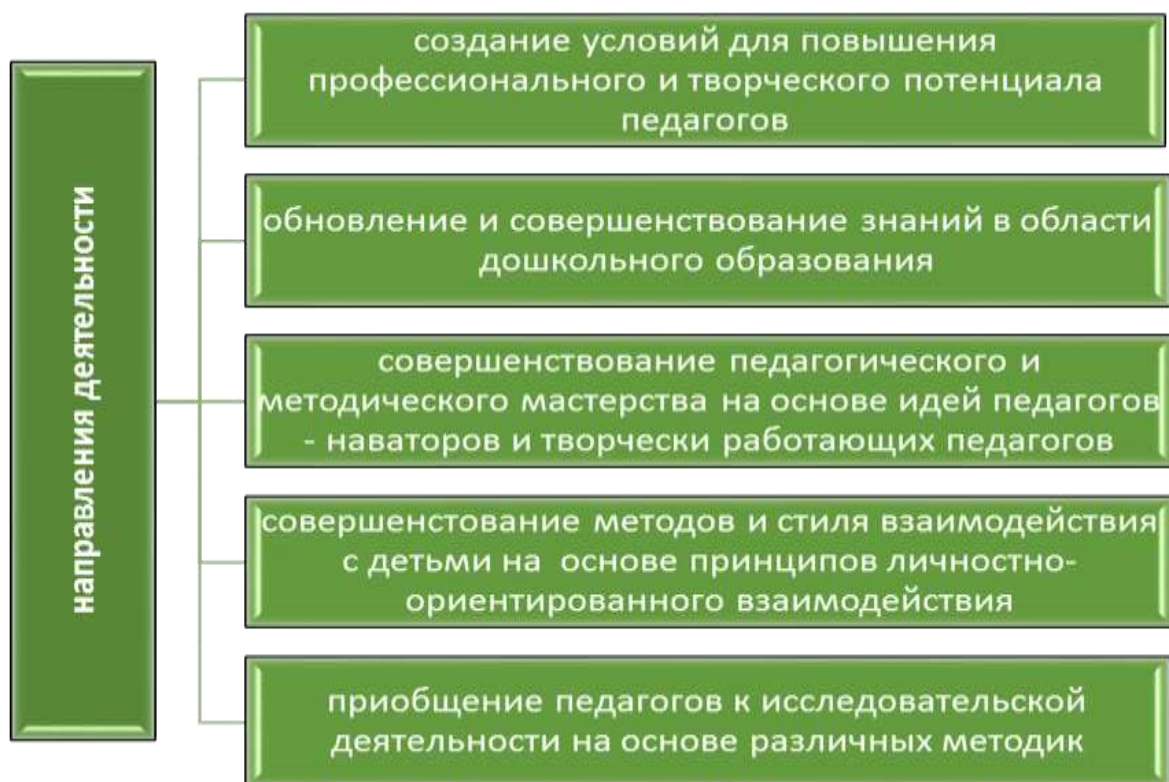 направления деятельности
создание условий для повышения
профессионального и творческого потенциала
педагогов
обновление и совершенствование знаний в области
дошкольного образования
совершенствование педагогического и
методического мастерства на основе идей педагогов
- наваторов и творчески работающих педагогов
совершенстование методов и стиля взаимодействия
с детьми на основе принципов личностно-
ориентированного взаимодействия
приобщение педагогов к исследовательской
деятельности на основе различных методик